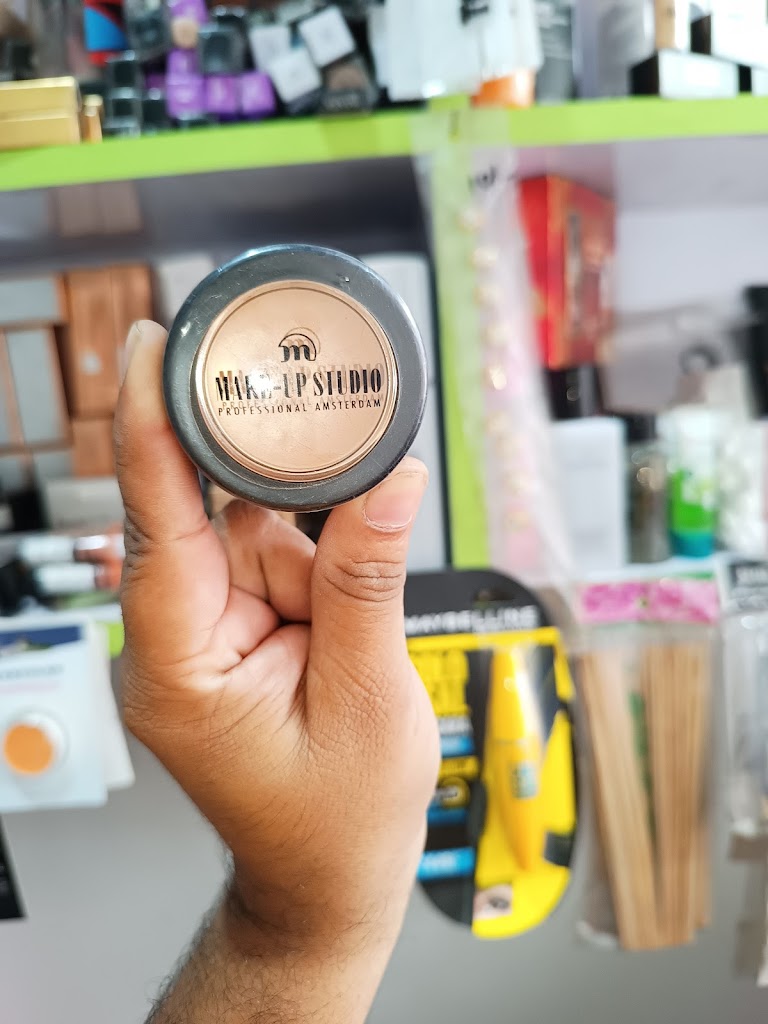 m
MAKE-UP STUDIO
PROFESSIONAL AMSTERDAM
MAYBELLINE